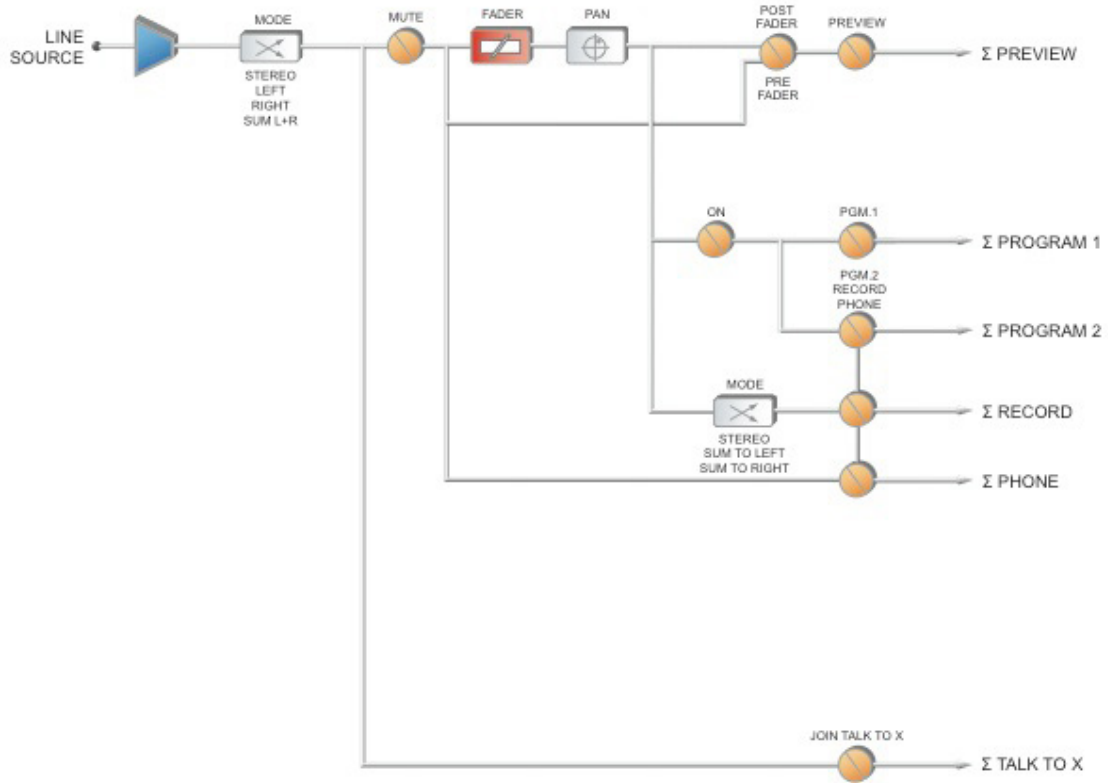 LINE
SOURCE
MODE
STEREO
LEFT
RIGHT
SUM L+R
MUTE
FADER
PAN
POST
FADER
PRE
FADER
PREVIEW
Σ PREVIEW
ON
PGM.1
Σ PROGRAM 1
PGM.2
RECORD
PHONE
Σ PROGRAM 2
MODE
STEREO
SUM TO LEFT
SUM TO RIGHT
Σ RECORD
Σ PHONE
JOIN TALK TO X
Σ TALK TO X